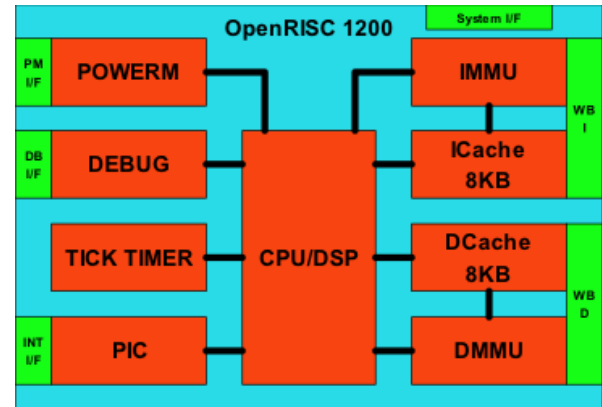 OpenRISC 1200
System I/F
PM
I/F
POWERM
IMMU
WB
I
DB
I/F
DEBUG
ICache
8KB
TICK TIMER
CPU/DSP
DCache
8KB
WB
D
INT
I/F
PIC
DMMU